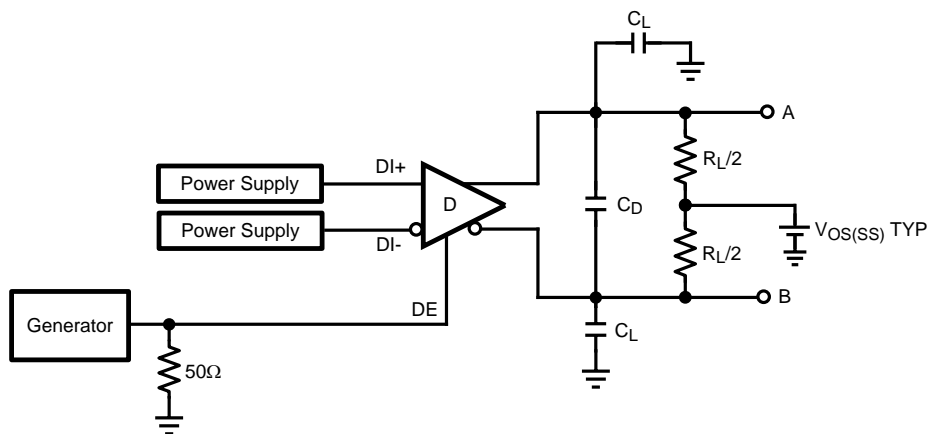 CL
A
RL/2
Power Supply
DI+
D
CD
Power Supply
DI-
VOS(SS) TYP
RL/2
DE
B
Generator
CL
50Ω